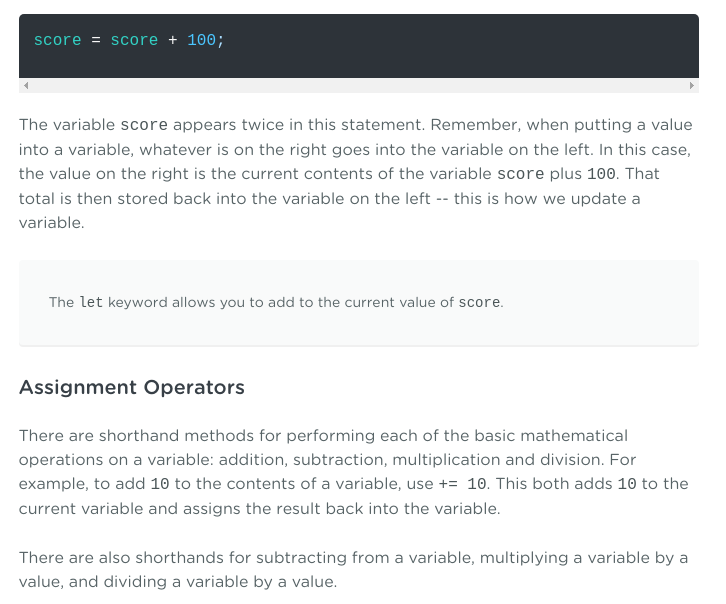 score = score + 100;
The variable score appears twice in this statement. Remember, when putting a value
into a variable, whatever is on the right goes into the variable on the left. In this case,
the value on the right is the current contents of the variable score plus 100. That
total is then stored back into the variable on the left -- this is how we update a
variable.
The let keyword allows you to add to the current value of score.
Assignment Operators
There are shorthand methods for performing each of the basic mathematical
operations on a variable: addition, subtraction, multiplication and division. For
example, to add 10 to the contents of a variable, use += 10. This both adds 10 to the
current variable and assigns the result back into the variable.
There are also shorthands for subtracting from a variable, multiplying a variable by a
value, and dividing a variable by a value.